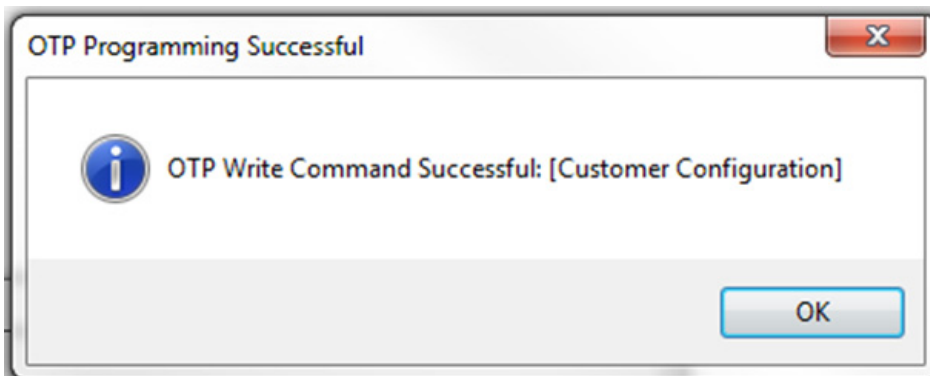 OTP Programming Successful
OTP Write Command Successful: [Customer Configuration]
OK